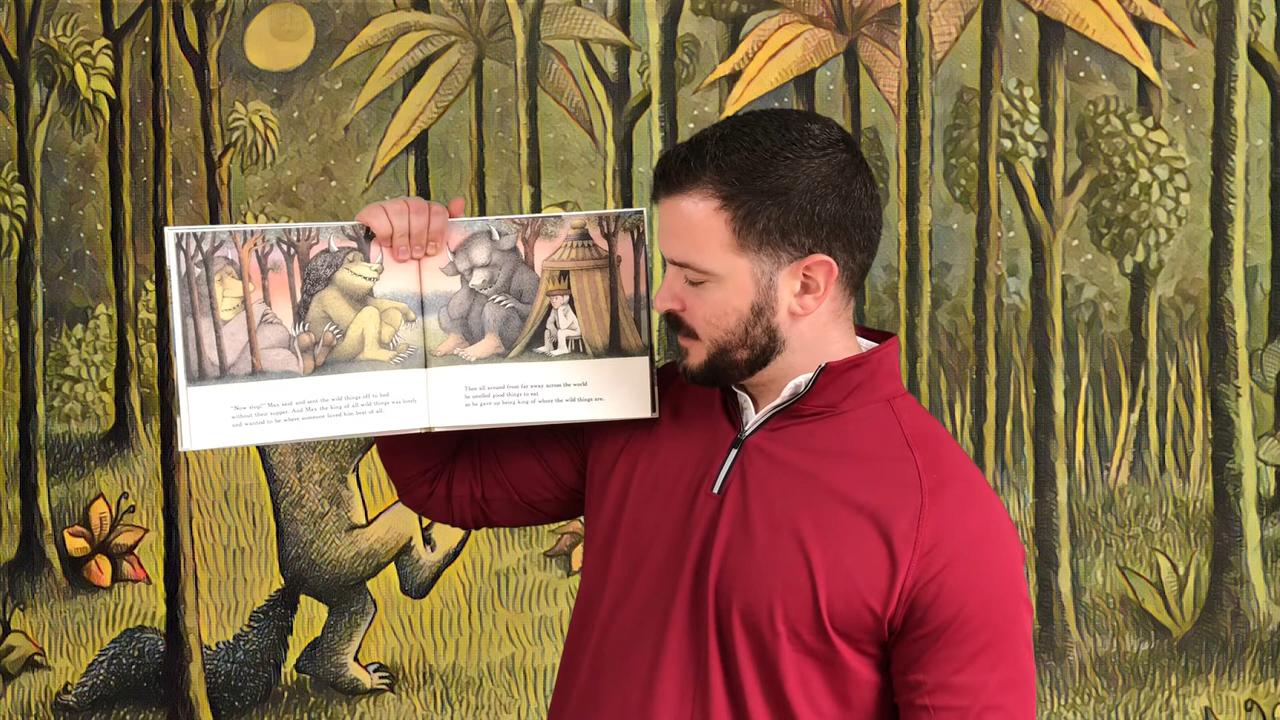 "Now stop!" Max said and sent the wild things off to bed
without their supper. And Max the king of all wild things was lonely
and wanted to be where someone loved him best of all.
Then all around from far away across the world
he smelled good things to eat
so he gave up being king of where the wild things are.